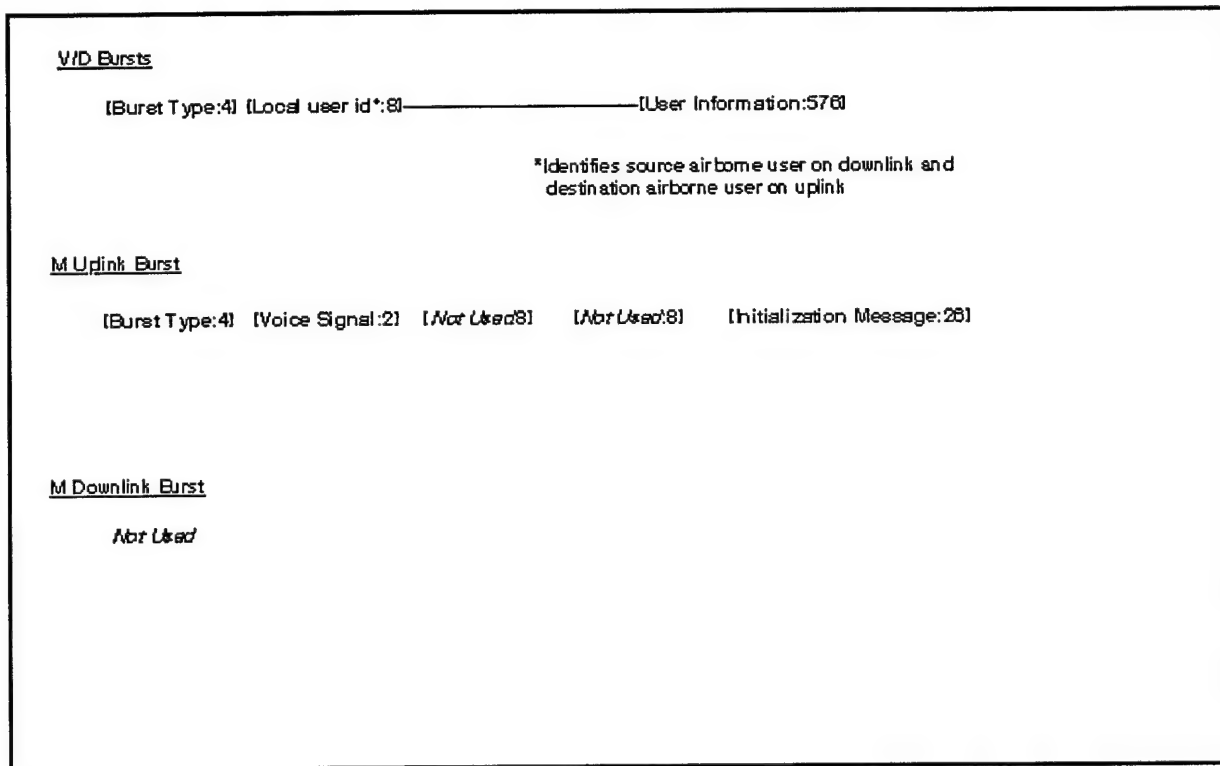 V/D Bursts
[Burst Type:4] [Local user id*:8] [User Information:576]
*Identifies source airborne user on downlink and
destination airborne user on uplink
M Uplink Burst
[Burst Type:4] [Voice Signal:2] [Not Used:8] [Not Used:8] [Initialization Message:26]
M Downlink Burst
Not Used